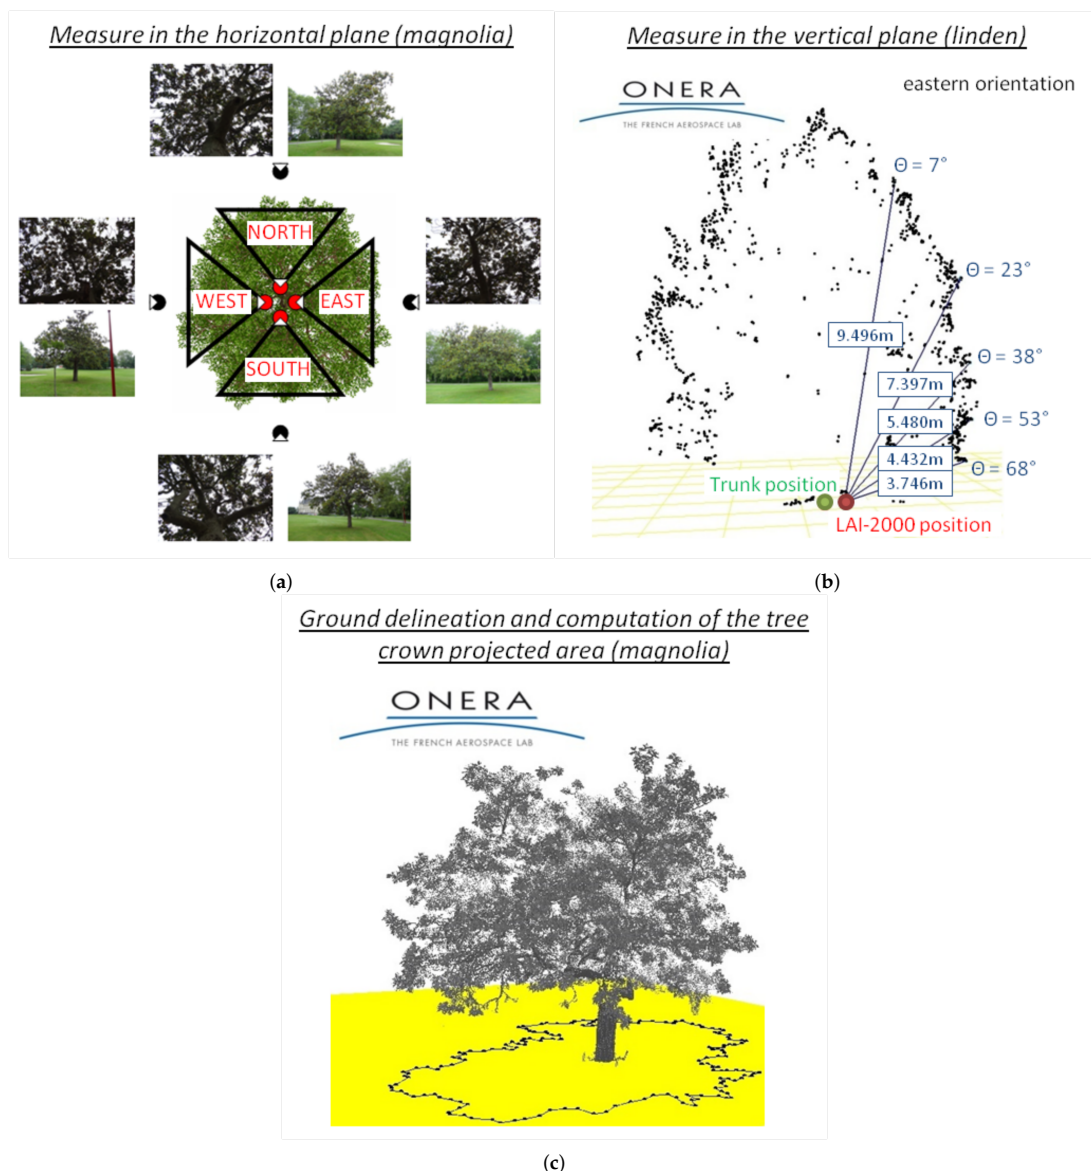 Measure in the horizontal plane (magnolia)
NORTH
WEST
EAST
SOUTH
(a)
Measure in the vertical plane (linden)
ONERA
THE FRENCH AEROSPACE LAB
eastern orientation
Θ = 7°
Θ = 23°
9.496m
Θ = 38°
7.397m
5.480m
Θ = 53°
4.432m
Θ = 68°
3.746m
Trunk position
LAI-2000 position
(b)
Ground delineation and computation of the tree
crown projected area (magnolia)
ONERA
THE FRENCH AEROSPACE LAB
(c)